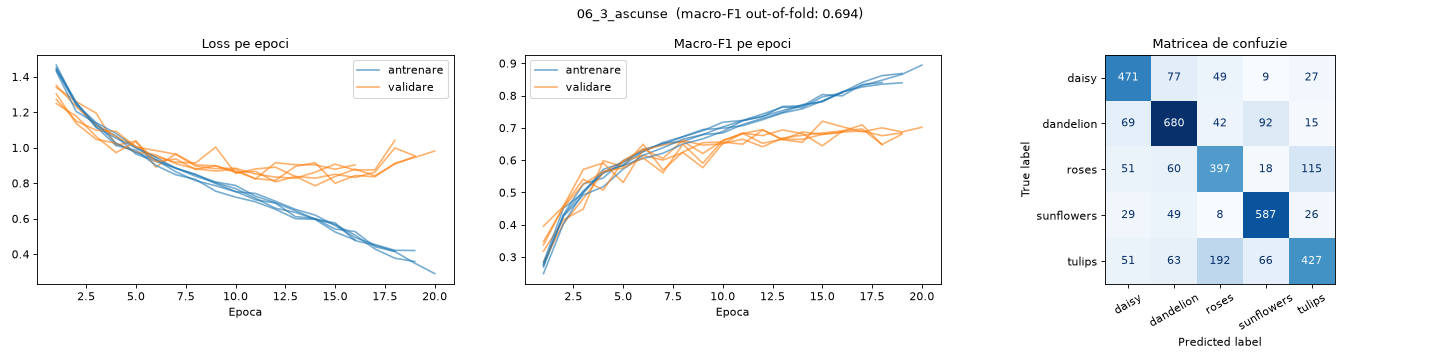 06_3_ascunse  (macro-F1 out-of-fold: 0.694)
Loss pe epoci
1.4
1.2
1.0
0.8
0.6
0.4
antrenare
validare
2.5 5.0 7.5 10.0 12.5 15.0 17.5 20.0
Epoca
Macro-F1 pe epoci
0.9
0.8
0.7
0.6
0.5
0.4
0.3
antrenare
validare
2.5 5.0 7.5 10.0 12.5 15.0 17.5 20.0
Epoca
Matricea de confuzie
True label
daisy 471 77 49 9 27
dandelion 69 680 42 92 15
roses 51 60 397 18 115
sunflowers 29 49 8 587 26
tulips 51 63 192 66 427
daisy dandelion roses sunflowers tulips
Predicted label